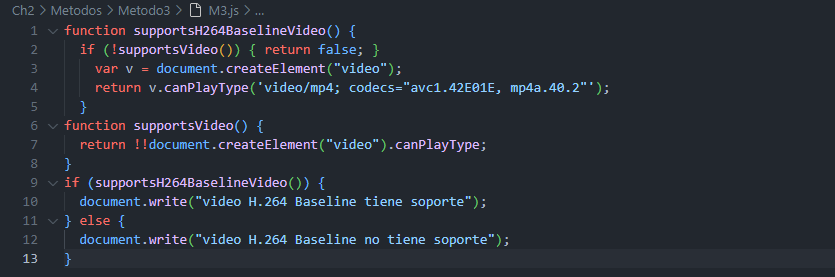 Ch2 > Metodos > Metodo3 > M3.js > ...
1 function supportsH264BaselineVideo() {
2 if (!supportsVideo()) { return false; }
3 var v = document.createElement("video");
4 return v.canPlayType('video/mp4; codecs="avc1.42E01E, mp4a.40.2"');
5 }
6 function supportsVideo() {
7 return !!document.createElement("video").canPlayType;
8 }
9 if (supportsH264BaselineVideo()) {
10 document.write("video H.264 Baseline tiene soporte");
11 } else {
12 document.write("video H.264 Baseline no tiene soporte");
13 }